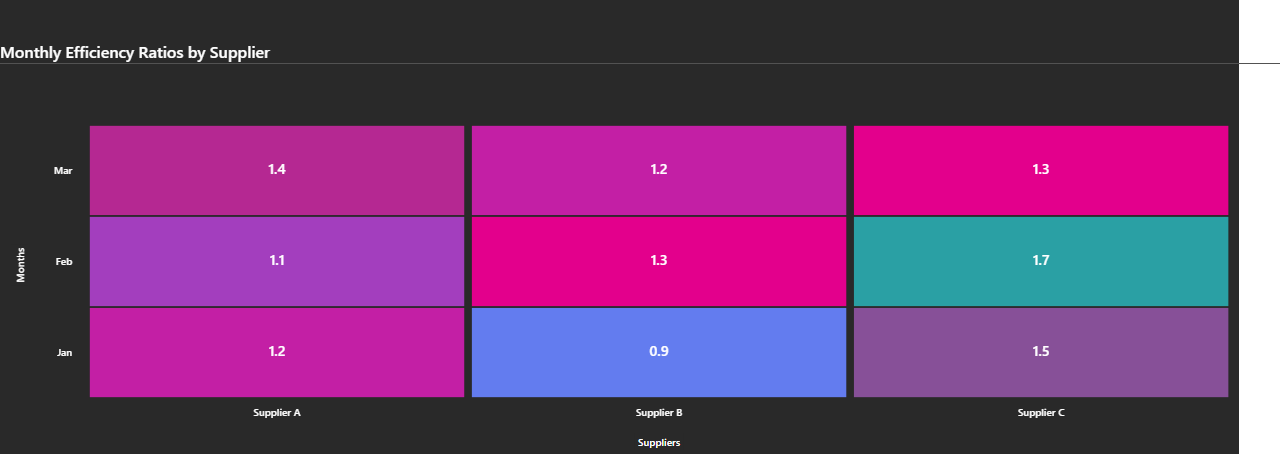 Monthly Efficiency Ratios by Supplier
Mar 1.4 1.2 1.3
Months
Feb 1.1 1.3 1.7
Jan 1.2 0.9 1.5
Supplier A Supplier B Supplier C
Suppliers